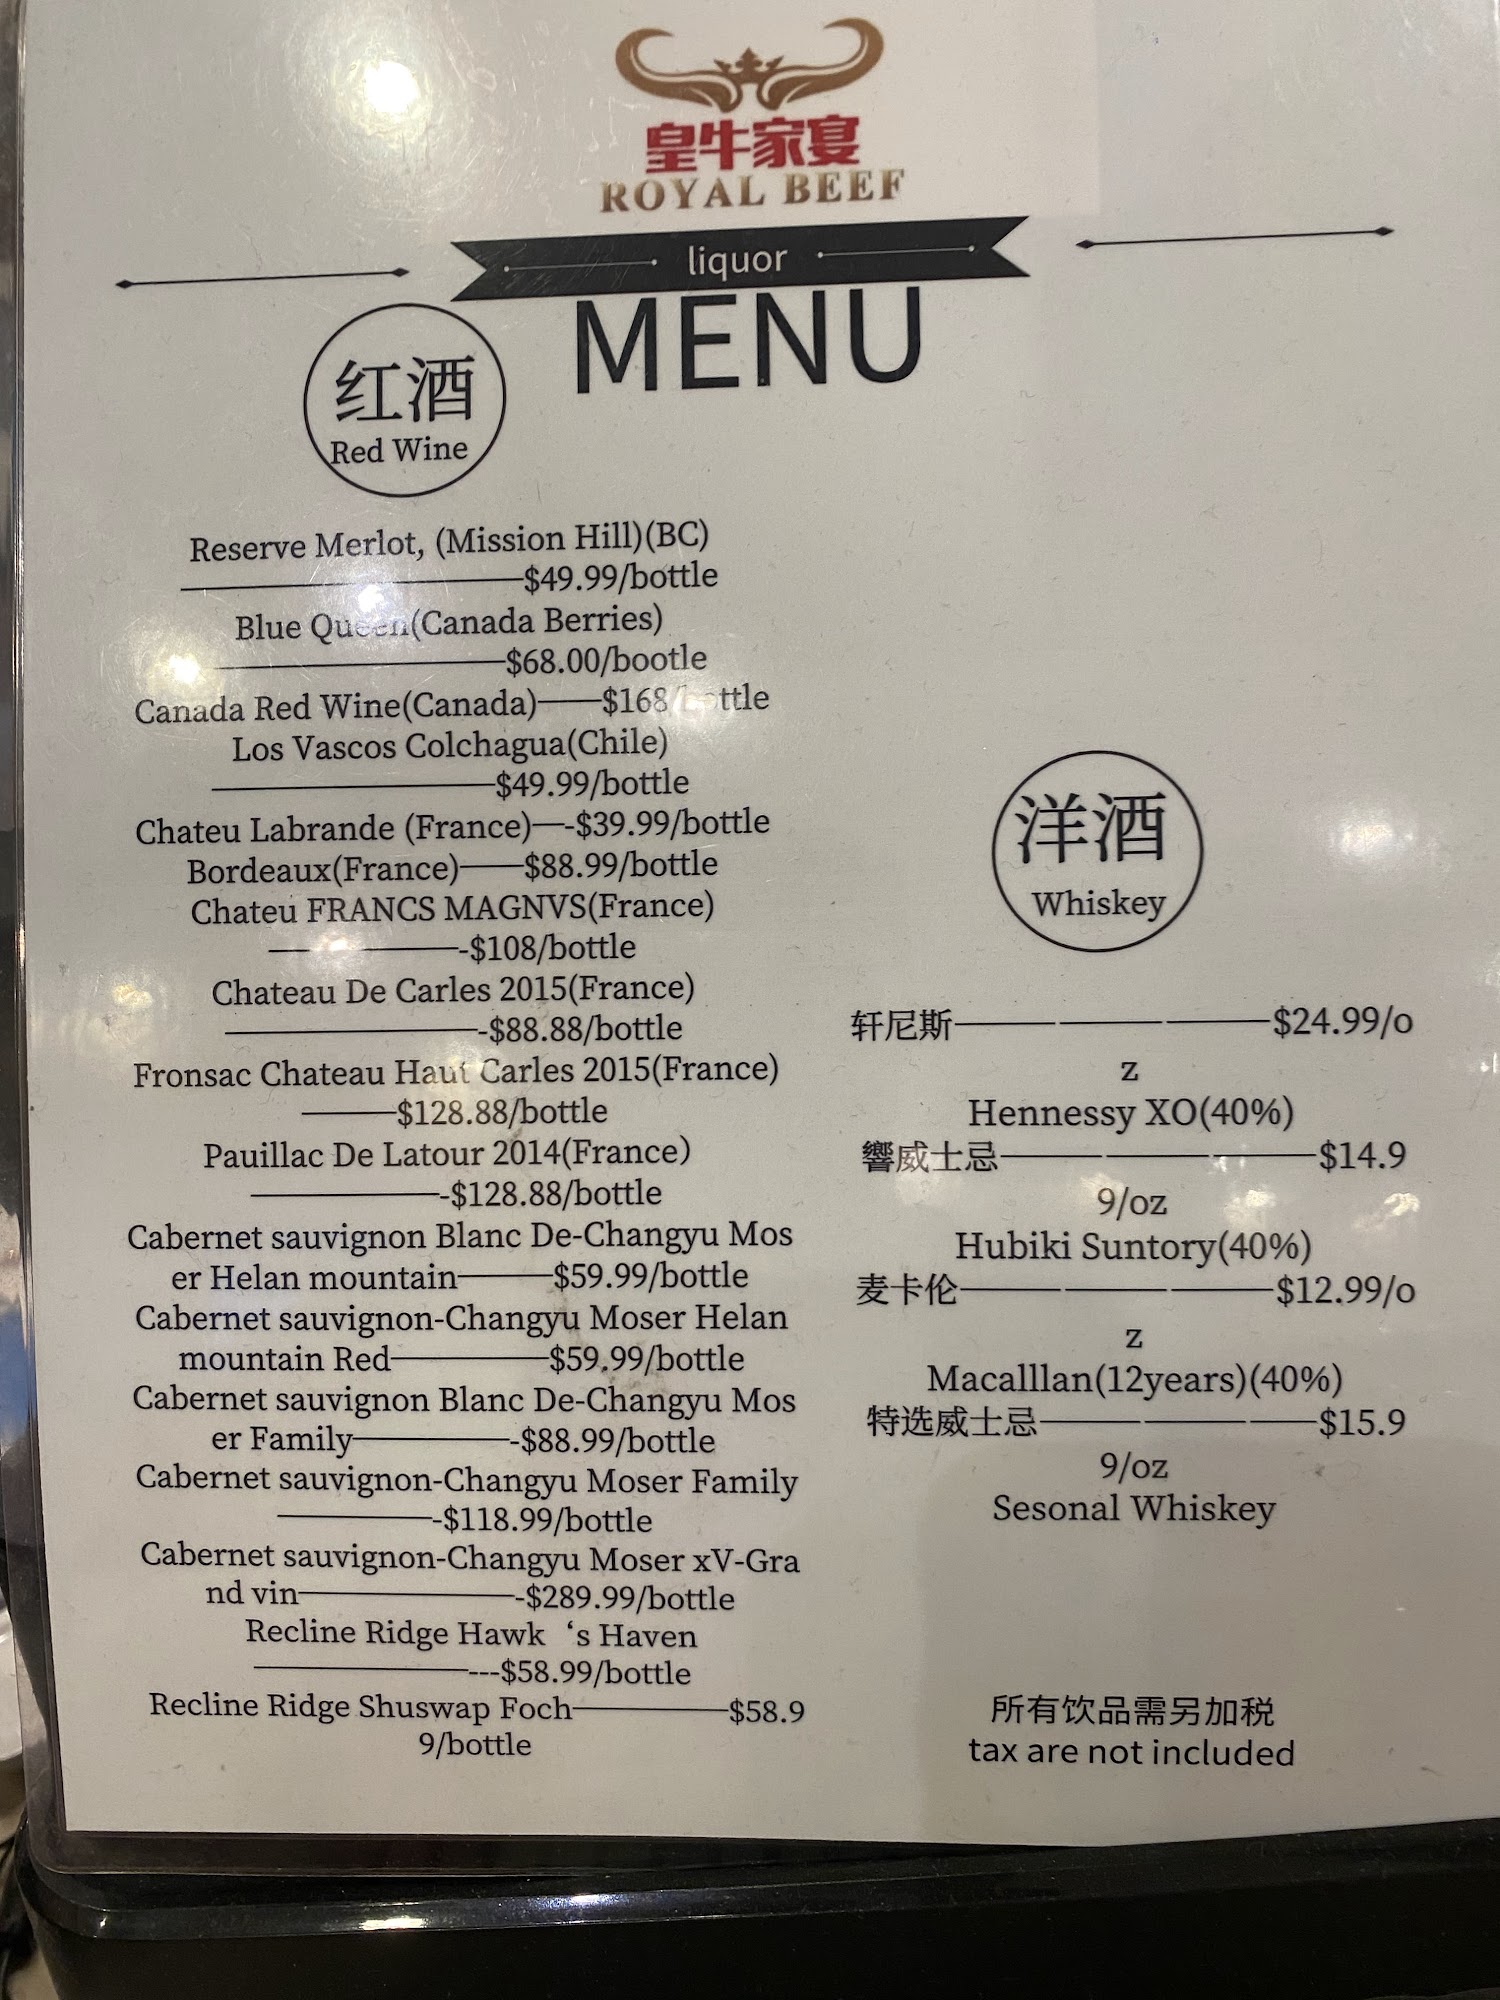 皇牛家宴
ROYAL BEEF
liquor
MENU
红酒
Red Wine
Reserve Merlot, (Mission Hill)(BC)
—————————$49.99/bottle
Blue Queen(Canada Berries)
————————$68.00/bootle
Canada Red Wine(Canada)——$168/bottle
Los Vascos Colchagua(Chile)
————————$49.99/bottle
Chateu Labrande (France)—-$39.99/bottle
Bordeaux(France)——$88.99/bottle
Chateu FRANCS MAGNVS(France)
——————-$108/bottle
Chateau De Carles 2015(France)
————————-$88.88/bottle
Fronsac Chateau Haut Carles 2015(France)
———$128.88/bottle
Pauillac De Latour 2014(France）
——————-$128.88/bottle
Cabernet sauvignon Blanc De-Changyu Mos
er Helan mountain———$59.99/bottle
Cabernet sauvignon-Changyu Moser Helan
mountain Red—————$59.99/bottle
Cabernet sauvignon Blanc De-Changyu Mos
er Family—————-$88.99/bottle
Cabernet sauvignon-Changyu Moser Family
—————-$118.99/bottle
Cabernet sauvignon-Changyu Moser xV-Gra
nd vin———————-$289.99/bottle
Recline Ridge Hawk‘s Haven
———————---$58.99/bottle
Recline Ridge Shuswap Foch—————$58.9
9/bottle
洋酒
Whiskey
轩尼斯—————————$24.99/o
z
Hennessy XO(40%)
響威士忌—————————$14.9
9/oz
Hubiki Suntory(40%)
麦卡伦—————————$12.99/o
z
Macalllan(12years)(40%)
特选威士忌————————$15.9
9/oz
Sesonal Whiskey
所有饮品需另加税
tax are not included